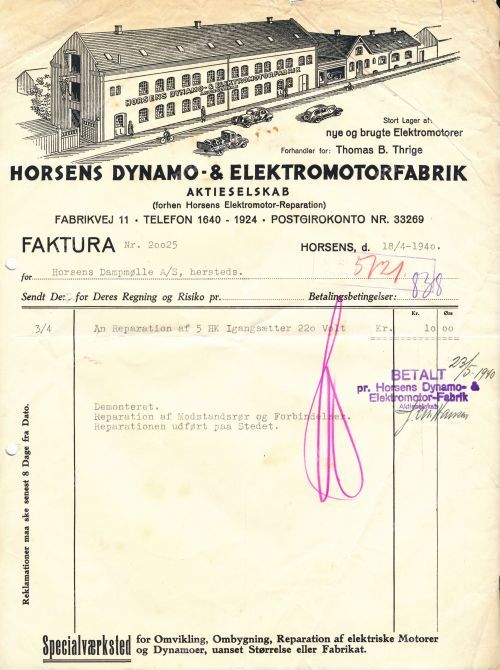 HORSENS DYNAMO- & ELEKTROMOTORFABRIK
Stort Lager af:
nye og brugte Elektromotorer
Forhandler for: Thomas B. Thrige
HORSENS DYNAMO- & ELEKTROMOTORFABRIK
AKTIESELSKAB
(forhen Horsens Elektromotor-Reparation)
FABRIKVEJ 11 · TELEFON 1640 - 1924 · POSTGIROKONTO NR. 33269
FAKTURA Nr. 20025 HORSENS, d. 18/4-1940.
for Horsens Dampmølle A/S, hersteds.
838
Sendt De: for Deres Regning og Risiko pr. Betalingsbetingelser:
Kr. Øre
3/4 An Reparation af 5 HK Igangsætter 220 Volt Kr. 10 00
23/5-1940
BETALT
pr. Horsens Dynamo- &
Elektromotor-Fabrik
Aktieselskab
Demonteret.
Reparation af Modstandsrør og Forbindelser.
Reparationen udført paa Stedet.
Reklamationer maa ske senest 8 Dage fra Dato.
Specialværksted for Omvikling, Ombygning, Reparation af elektriske Motorer
og Dynamoer, uanset Størrelse eller Fabrikat.